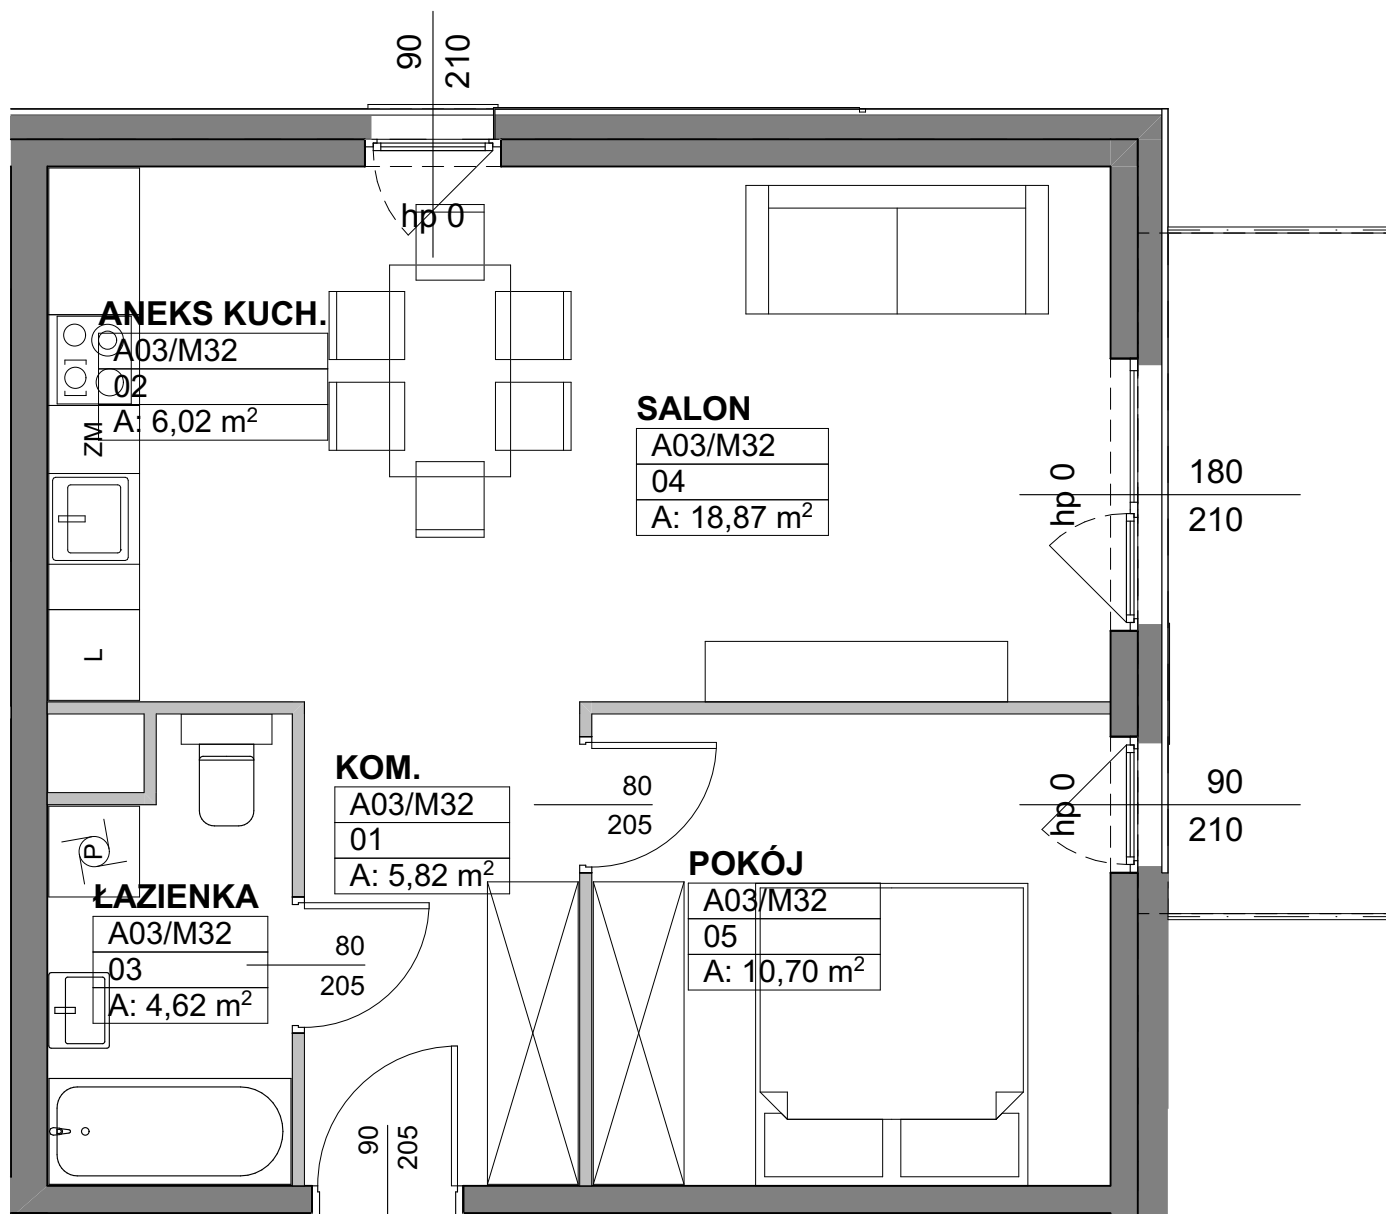 90
210
hp 0
ANEKS KUCH.
A03/M32
02
A: 6,02 m²
ZM
L
SALON
A03/M32
04
A: 18,87 m²
hp 0
180
210
KOM.
A03/M32
01
A: 5,82 m²
80
205
hp 0
90
210
P
ŁAZIENKA
A03/M32
03
A: 4,62 m²
80
205
POKÓJ
A03/M32
05
A: 10,70 m²
90
205